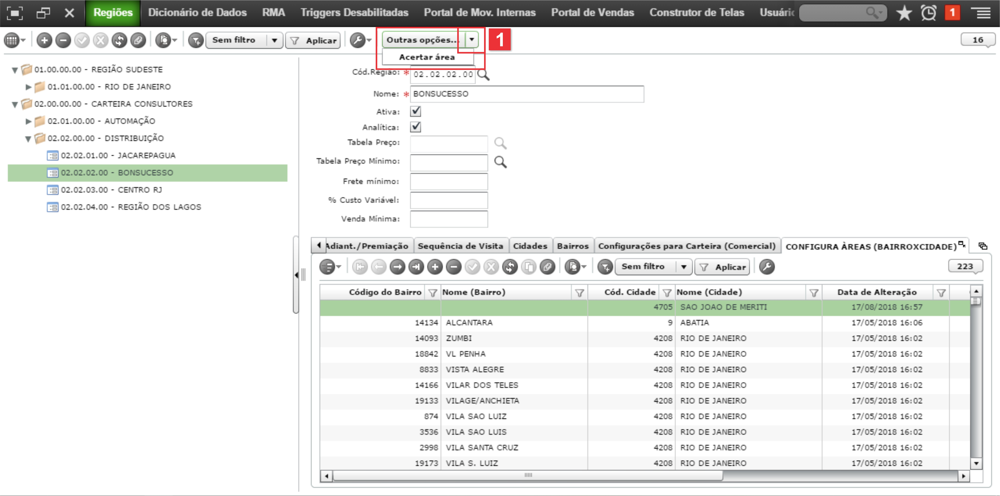 Regiões Dicionário de Dados RMA Triggers Desabilitadas Portal de Mov. Internas Portal de Vendas Construtor de Telas 1
Sem filtro Aplicar Outras opções... 1 16
Acertar área
01.00.00.00 - REGIÃO SUDESTE
01.01.00.00 - RIO DE JANEIRO
02.00.00.00 - CARTEIRA CONSULTORES
02.01.00.00 - AUTOMAÇÃO
02.02.00.00 - DISTRIBUIÇÃO
02.02.01.00 - JACAREPAGUA
02.02.02.00 - BONSUCESSO
02.02.03.00 - CENTRO RJ
02.02.04.00 - REGIÃO DOS LAGOS
Cód.Região: * 02.02.02.00
Nome: * BONSUCESSO
Ativa:
Analítica:
Tabela Preço:
Tabela Preço Mínimo:
Frete mínimo:
% Custo Variável:
Venda Mínima:
Adiant./Premiação Sequência de Visita Cidades Bairros Configurações para Carteira (Comercial) CONFIGURA ÀREAS (BAIRROXCIDADE)
Sem filtro Aplicar 223
Código do Bairro Nome (Bairro) Cód. Cidade Nome (Cidade) Data de Alteração
4705 SAO JOAO DE MERITI 17/08/2018 16:57
14134 ALCANTARA 9 ABATIA 17/05/2018 16:06
14093 ZUMBI 4208 RIO DE JANEIRO 17/05/2018 16:02
18842 VL PENHA 4208 RIO DE JANEIRO 17/05/2018 16:02
8833 VISTA ALEGRE 4208 RIO DE JANEIRO 17/05/2018 16:02
14166 VILAR DOS TELES 4208 RIO DE JANEIRO 17/05/2018 16:02
19133 VILAGE/ANCHIETA 4208 RIO DE JANEIRO 17/05/2018 16:02
874 VILA SAO LUIZ 4208 RIO DE JANEIRO 17/05/2018 16:02
3536 VILA SAO LUIS 4208 RIO DE JANEIRO 17/05/2018 16:02
2998 VILA SANTA CRUZ 4208 RIO DE JANEIRO 17/05/2018 16:02
19173 VILA S. LUIZ 4208 RIO DE JANEIRO 17/05/2018 16:02